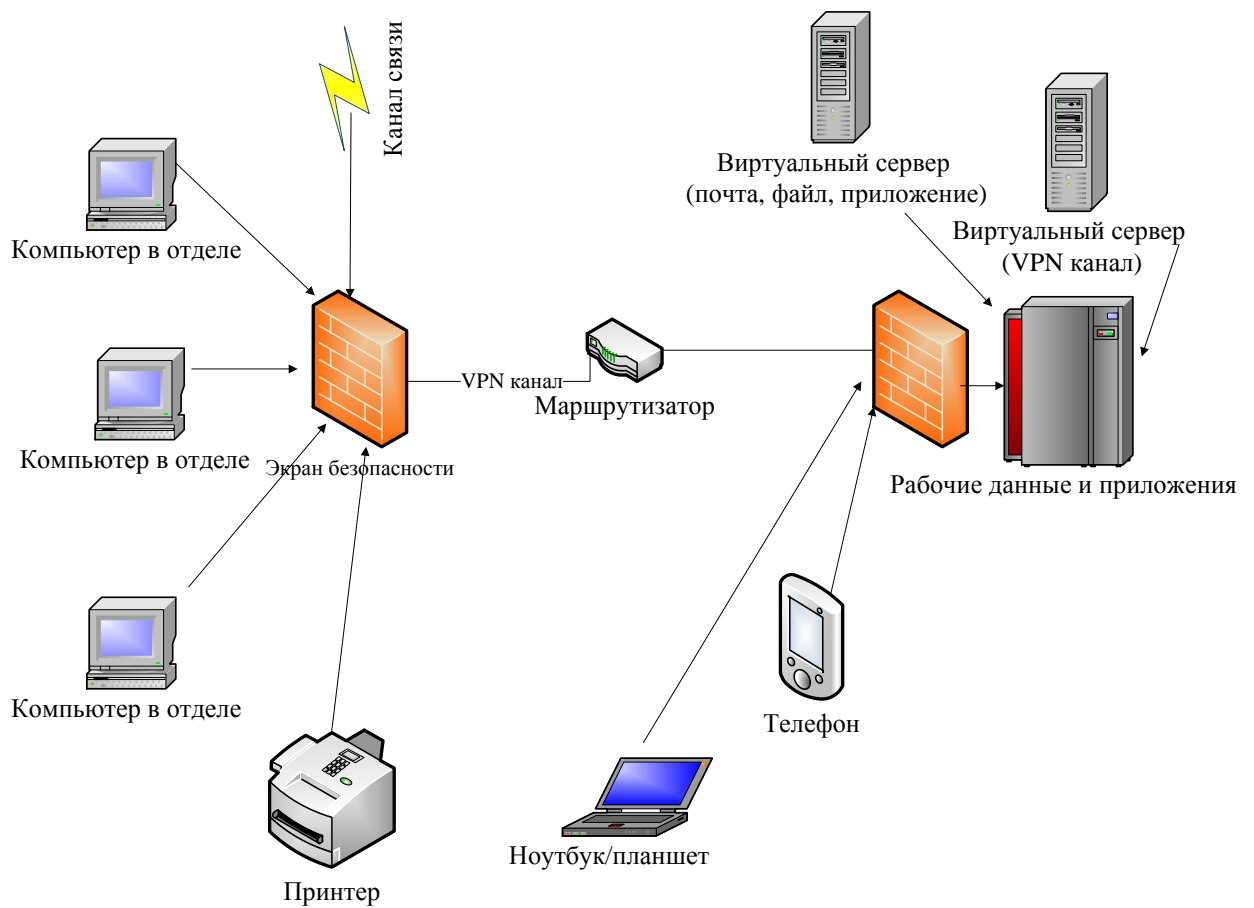 Канал связи
Виртуальный сервер
(почта, файл, приложение)
Виртуальный сервер
(VPN канал)
Компьютер в отделе
VPN канал
Маршрутизатор
Компьютер в отделе
Экран безопасности
Рабочие данные и приложения
Компьютер в отделе
Телефон
Ноутбук/планшет
Принтер